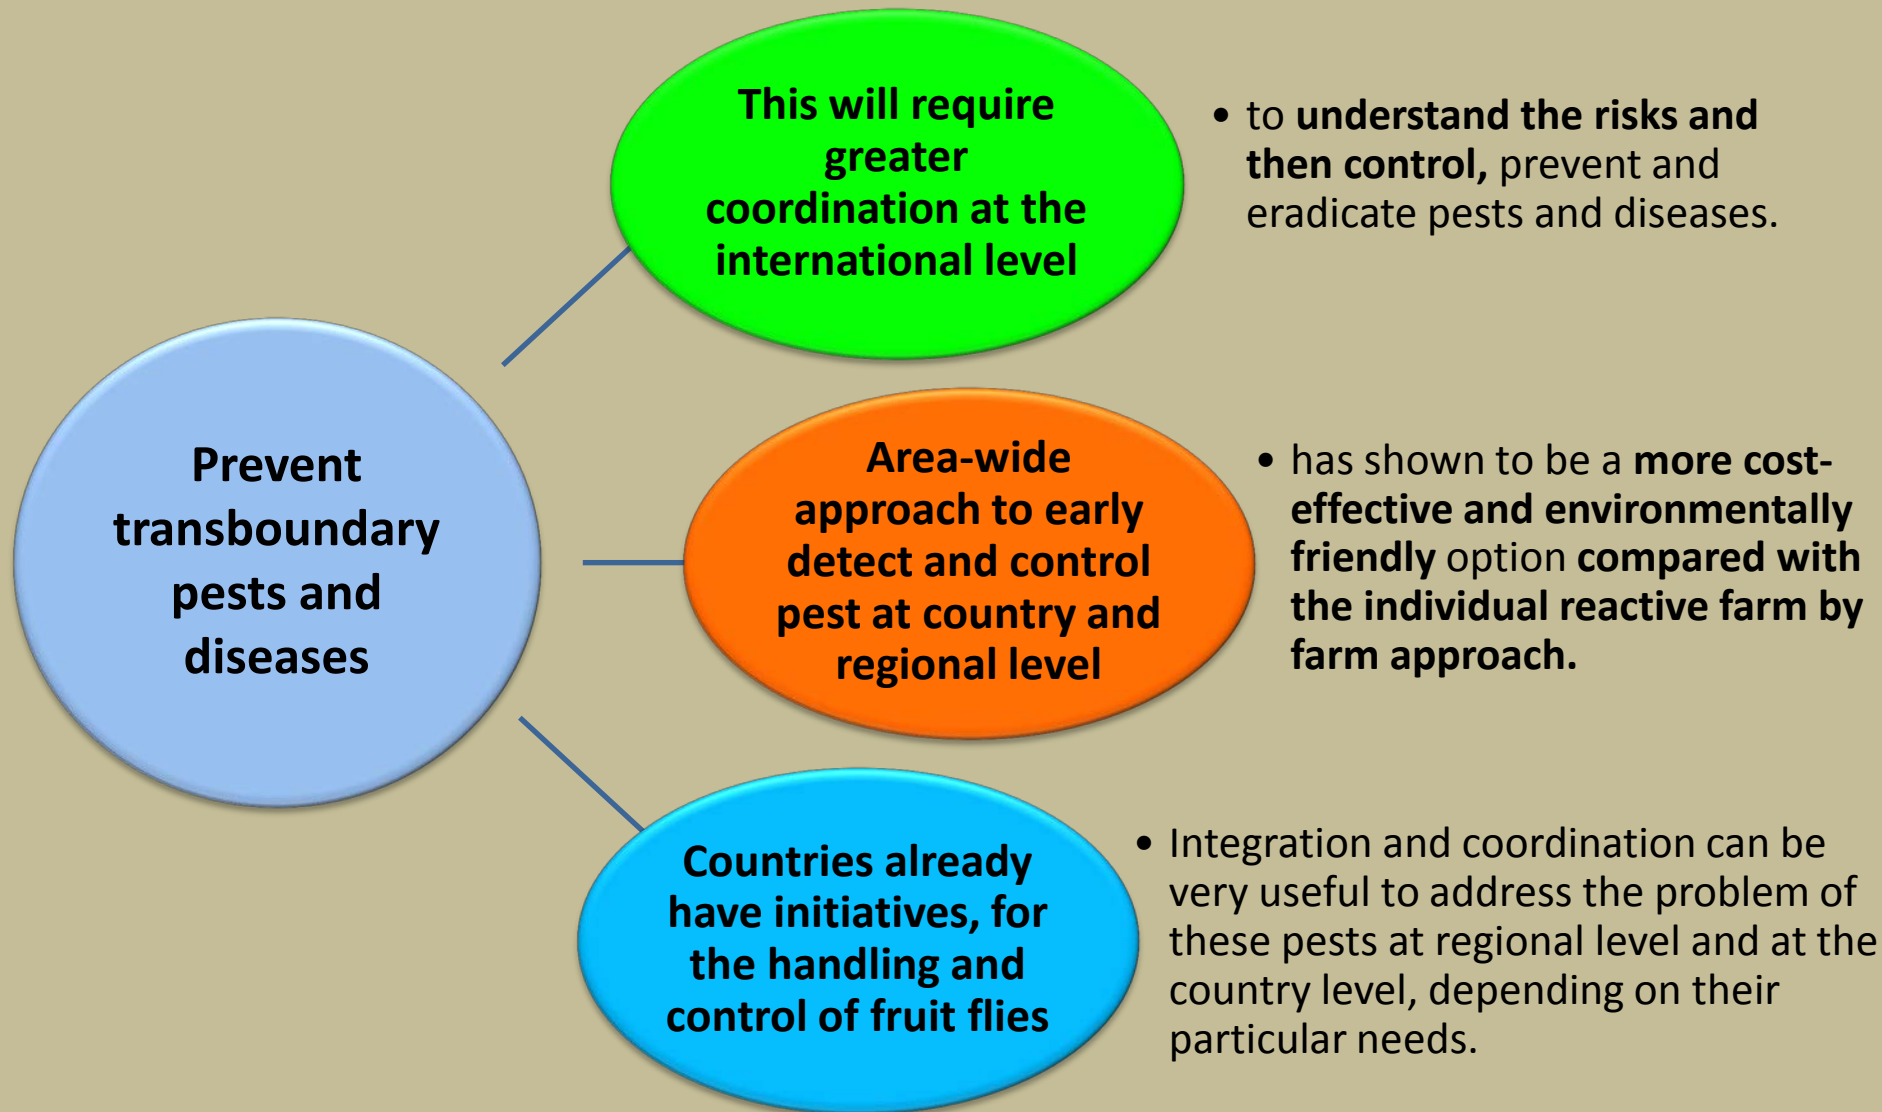 Prevent
transboundary
pests and
diseases
This will require
greater
coordination at the
international level
• to understand the risks and
then control, prevent and
eradicate pests and diseases.
Area-wide
approach to early
detect and control
pest at country and
regional level
• has shown to be a more cost-
effective and environmentally
friendly option compared with
the individual reactive farm by
farm approach.
Countries already
have initiatives, for
the handling and
control of fruit flies
• Integration and coordination can be
very useful to address the problem of
these pests at regional level and at the
country level, depending on their
particular needs.